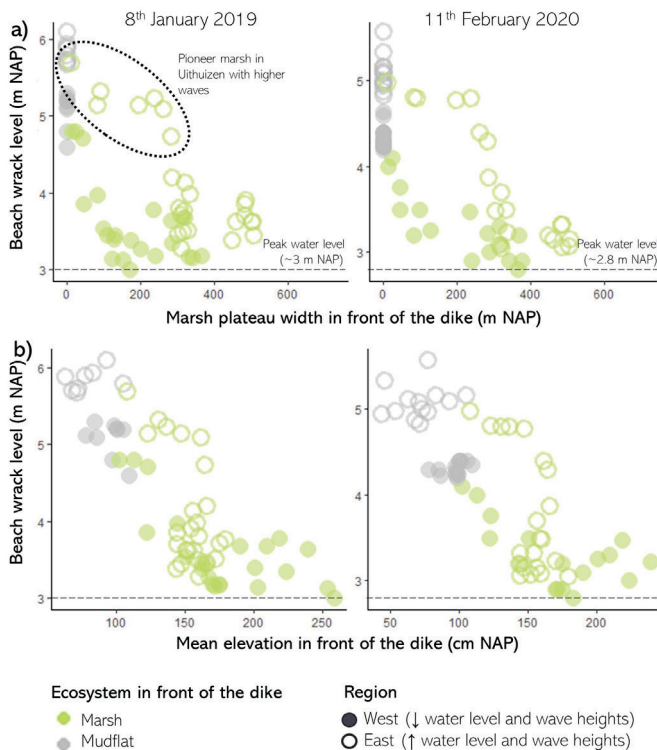 8th January 2019
11th February 2020
a)
Beach wrack level (m NAP)
6
5
4
3
Pioneer marsh in
Uithuizen with higher
waves
Peak water level
(~3 m NAP)
0
200
400
600
6
5
4
3
Peak water level
(~2.8 m NAP)
0
200
400
600
Marsh plateau width in front of the dike (m NAP)
b)
Beach wrack level (m NAP)
6
5
4
3
100
150
200
250
6
5
4
3
50
100
150
200
Mean elevation in front of the dike (cm NAP)
Ecosystem in front of the dike
Marsh
Mudflat
Region
West (↓ water level and wave heights)
East (↑ water level and wave heights)